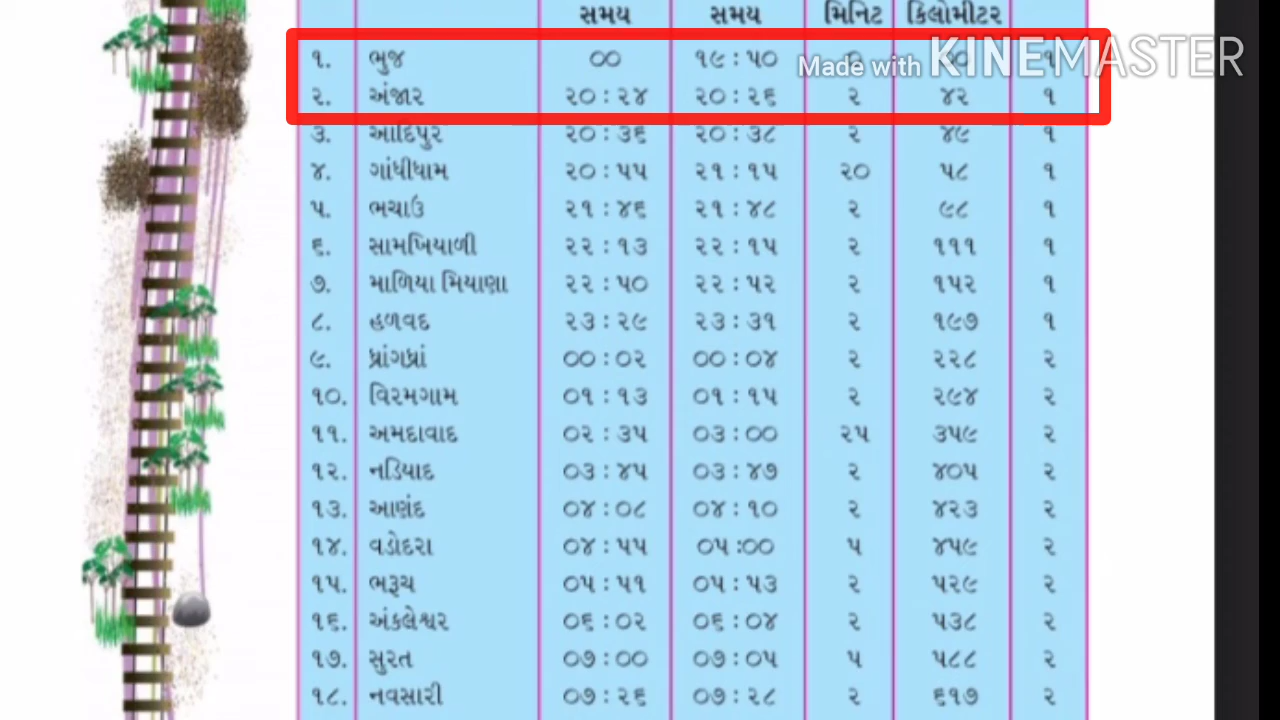 સમય સમય મિનિટ કિલોમીટર
૧. ભુજ ૦૦ ૧૯:૫૦ ૧
Made with KINEMASTER
૨. અંજાર ૨૦:૨૪ ૨૦:૨૬ ૨ ૪૨ ૧
૩. આદિપુર ૨૦:૩૬ ૨૦:૩૮ ૨ ૪૯ ૧
૪. ગાંધીધામ ૨૦:૫૫ ૨૧:૧૫ ૨૦ ૫૮ ૧
૫. ભચાઉ ૨૧:૪૬ ૨૧:૪૮ ૨ ૯૮ ૧
૬. સામખિયાળી ૨૨:૧૩ ૨૨:૧૫ ૨ ૧૧૧ ૧
૭. માળિયા મિયાણા ૨૨:૫૦ ૨૨:૫૨ ૨ ૧૫૨ ૧
૮. હળવદ ૨૩:૨૯ ૨૩:૩૧ ૨ ૧૯૭ ૧
૯. ધ્રાંગધ્રાં ૦૦:૦૨ ૦૦:૦૪ ૨ ૨૨૮ ૨
૧૦. વિરમગામ ૦૧:૧૩ ૦૧:૧૫ ૨ ૨૯૪ ૨
૧૧. અમદાવાદ ૦૨:૩૫ ૦૩:૦૦ ૨૫ ૩૫૯ ૨
૧૨. નડિયાદ ૦૩:૪૫ ૦૩:૪૭ ૨ ૪૦૫ ૨
૧૩. આણંદ ૦૪:૦૮ ૦૪:૧૦ ૨ ૪૨૩ ૨
૧૪. વડોદરા ૦૪:૫૫ ૦૫:૦૦ ૫ ૪૫૯ ૨
૧૫. ભરૂચ ૦૫:૫૧ ૦૫:૫૩ ૨ ૫૨૯ ૨
૧૬. અંકલેશ્વર ૦૬:૦૨ ૦૬:૦૪ ૨ ૫૩૮ ૨
૧૭. સુરત ૦૭:૦૦ ૦૭:૦૫ ૫ ૫૮૮ ૨
૧૮. નવસારી ૦૭:૨૬ ૦૭:૨૮ ૨ ૬૧૭ ૨